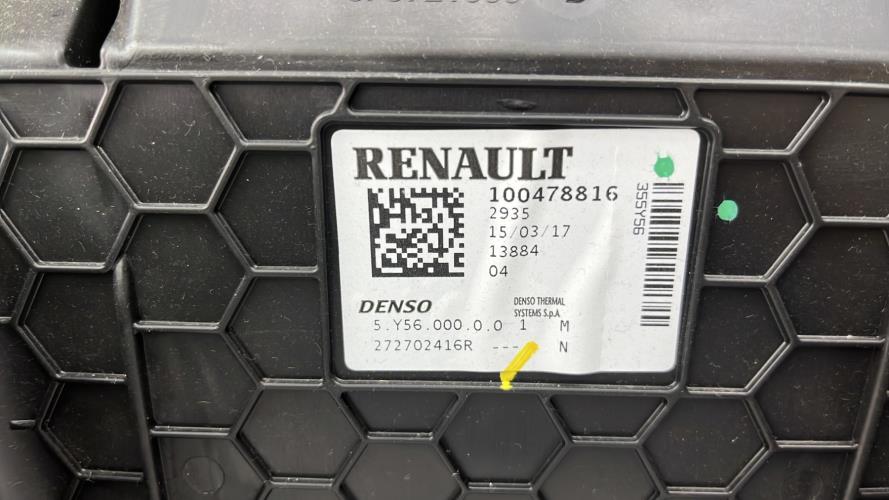 RENAULT
100478816
2935
15/03/17
13884
04
355Y56
DENSO
DENSO THERMAL
SYSTEMS S.p.A.
5.Y56.000.0.0 1 M
272702416R ---- N